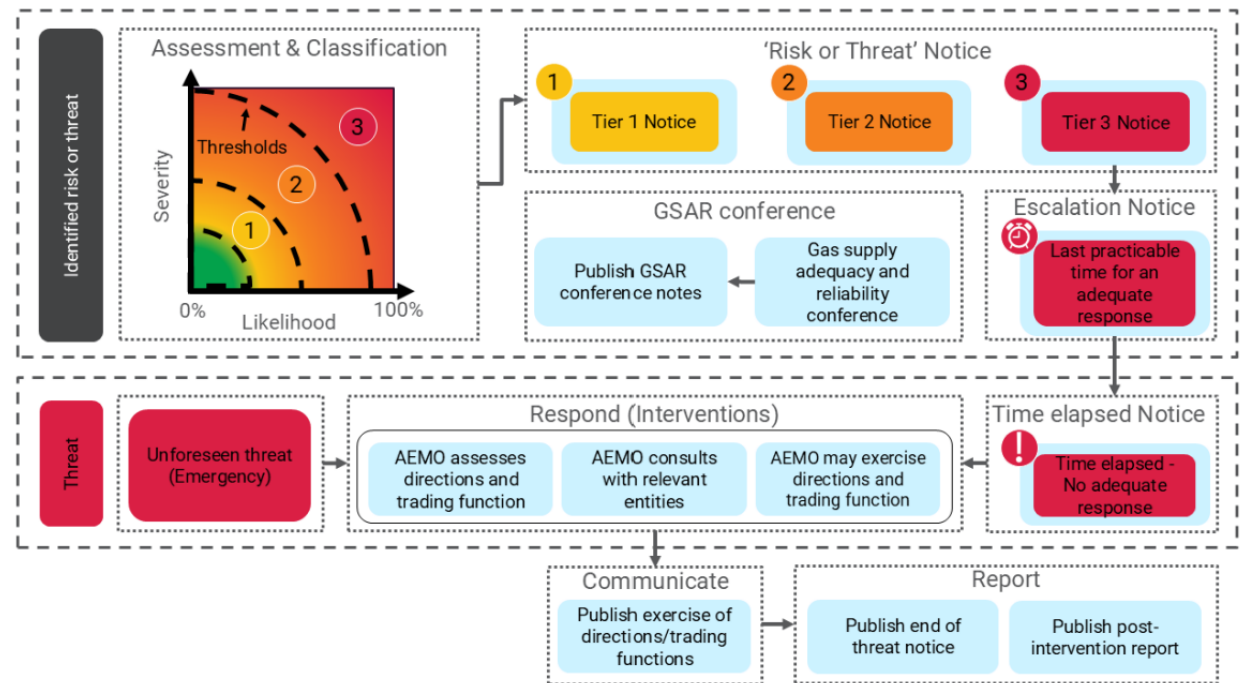 Identified risk or threat
Assessment & Classification
Severity
Thresholds
1
2
3
0%
100%
Likelihood
‘Risk or Threat’ Notice
1
Tier 1 Notice
2
Tier 2 Notice
3
Tier 3 Notice
GSAR conference
Publish GSAR
conference notes
Gas supply
adequacy and
reliability
conference
Escalation Notice
Last practicable
time for an
adequate
response
Threat
Unforeseen threat
(Emergency)
Respond (Interventions)
AEMO assesses
directions and
trading function
AEMO consults
with relevant
entities
AEMO may exercise
directions and
trading function
Time elapsed Notice
!
Time elapsed -
No adequate
response
Communicate
Publish exercise of
directions/trading
functions
Report
Publish end of
threat notice
Publish post-
intervention report